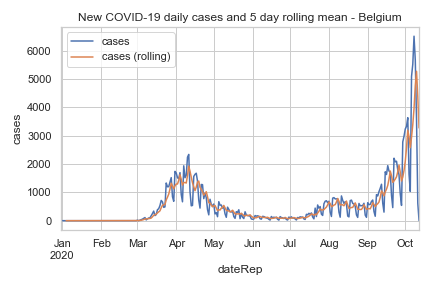 New COVID-19 daily cases and 5 day rolling mean - Belgium
cases
cases (rolling)
6000
5000
4000
3000
2000
1000
0
cases
Jan Feb Mar Apr May Jun Jul Aug Sep Oct
2020
dateRep